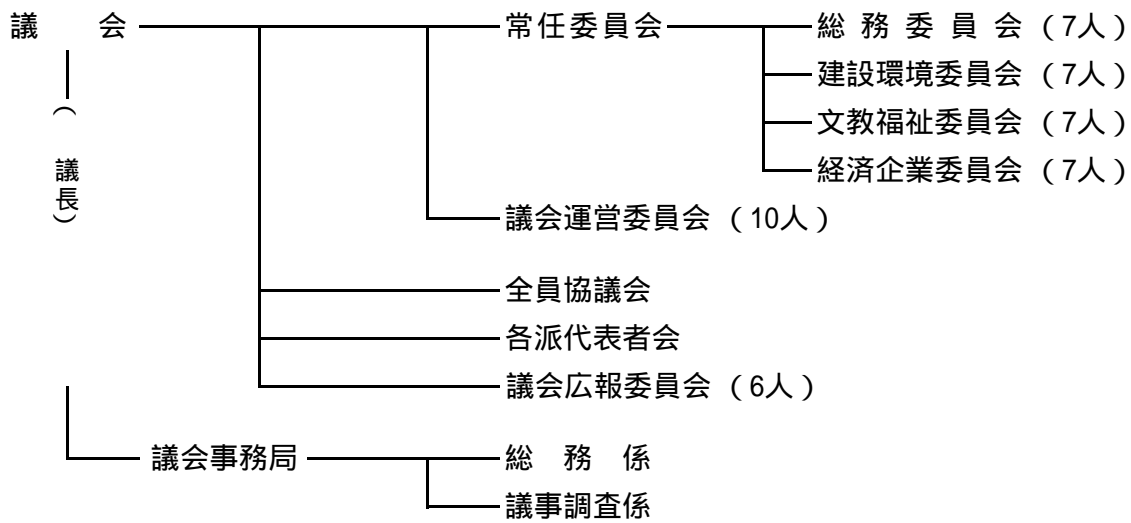 議会 常任委員会 総務委員会 （7人）
建設環境委員会 （7人）
文教福祉委員会 （7人）
経済企業委員会 （7人）
（議長）
議会運営委員会 （10人）
全員協議会
各派代表者会
議会広報委員会 （6人）
議会事務局 総務係
議事調査係